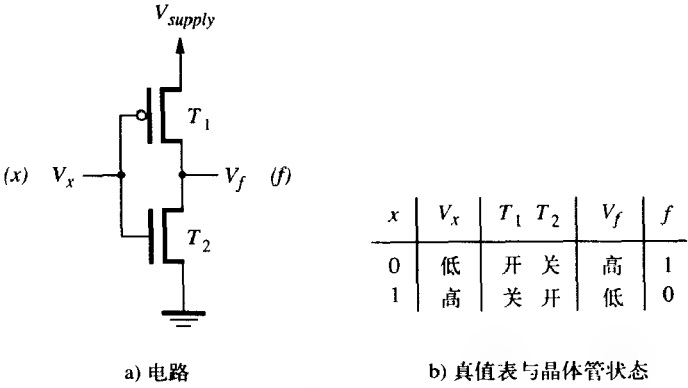 V_supply
T_1
(x) V_x V_f (f)
T_2
x V_x T_1 T_2 V_f f
0 低 开 关 高 1
1 高 关 开 低 0
a) 电路
b) 真值表与晶体管状态